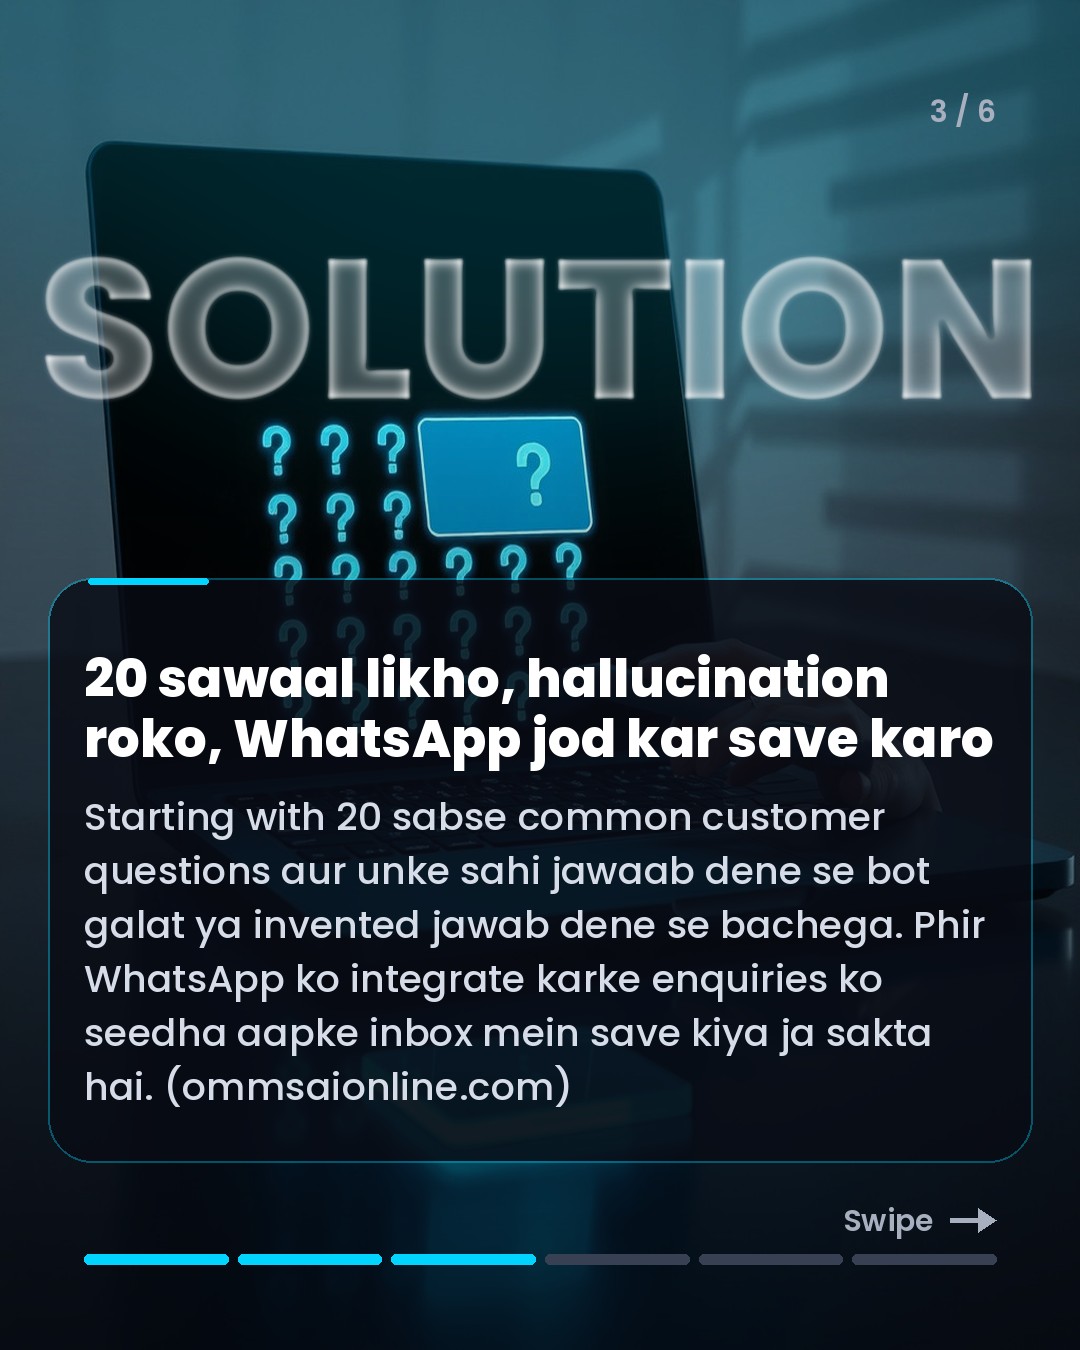 3 / 6
SOLUTION
? ? ? ?
? ? ?
? ? ? ? ? ?
? ? ? ? ? ?
20 sawaal likho, hallucination
roko, WhatsApp jod kar save karo
Starting with 20 sabse common customer
questions aur unke sahi jawaab dene se bot
galat ya invented jawab dene se bachega. Phir
WhatsApp ko integrate karke enquiries ko
seedha aapke inbox mein save kiya ja sakta
hai. (ommsaionline.com)
Swipe →